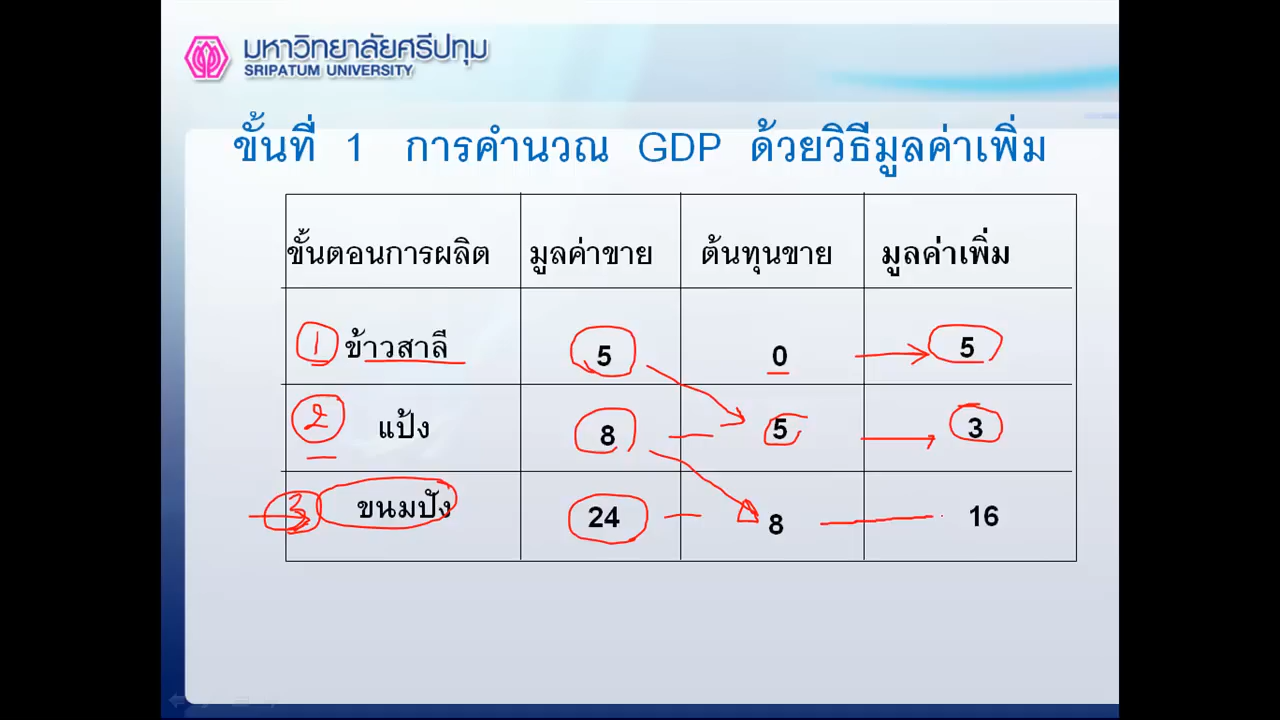 มหาวิทยาลัยศรีปทุม
SRIPATUM UNIVERSITY
ขั้นที่ 1 การคำนวณ GDP ด้วยวิธีมูลค่าเพิ่ม
ขั้นตอนการผลิต มูลค่าขาย ต้นทุนขาย มูลค่าเพิ่ม
1 ข้าวสาลี 5 0 5
2 แป้ง 8 5 3
3 ขนมปัง 24 8 16